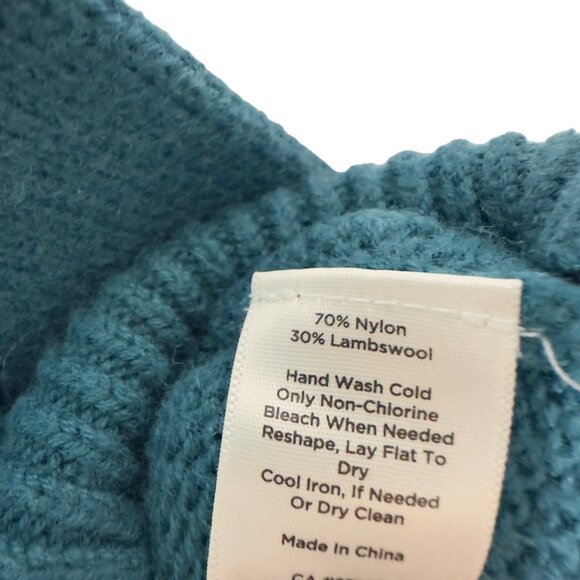 70% Nylon
30% Lambswool
Hand Wash Cold
Only Non-Chlorine
Bleach When Needed
Reshape, Lay Flat To
Dry
Cool Iron, If Needed
Or Dry Clean
Made In China